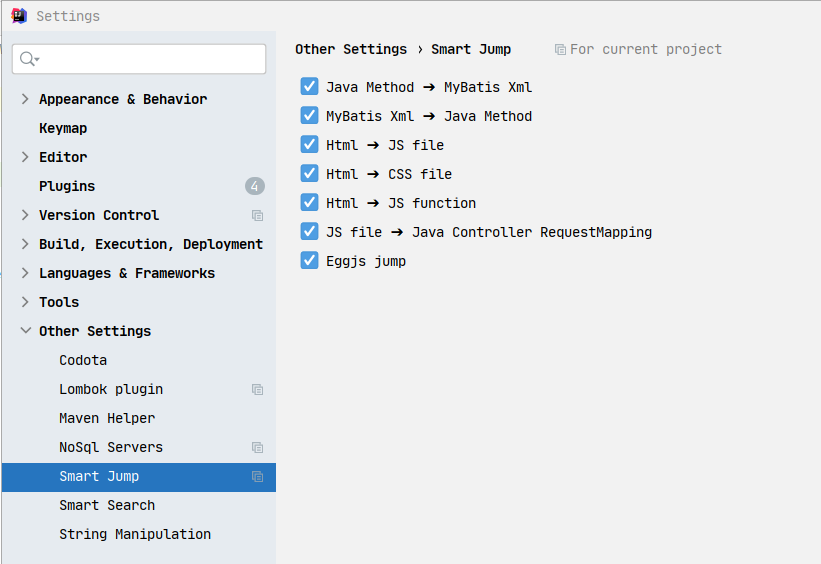 Settings
Appearance & Behavior
Keymap
Editor
Plugins 4
Version Control
Build, Execution, Deployment
Languages & Frameworks
Tools
Other Settings
Codota
Lombok plugin
Maven Helper
NoSql Servers
Smart Jump
Smart Search
String Manipulation
Other Settings › Smart Jump For current project
Java Method ➔ MyBatis Xml
MyBatis Xml ➔ Java Method
Html ➔ JS file
Html ➔ CSS file
Html ➔ JS function
JS file ➔ Java Controller RequestMapping
Eggjs jump